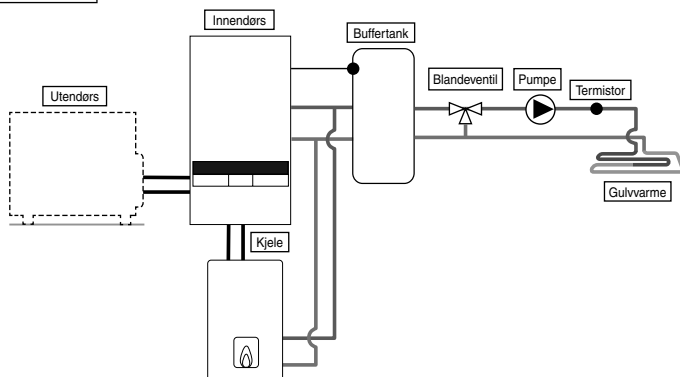 Innendørs
Buffertank
Blandeventil
Pumpe
Termistor
Utendørs
Gulvvarme
Kjele